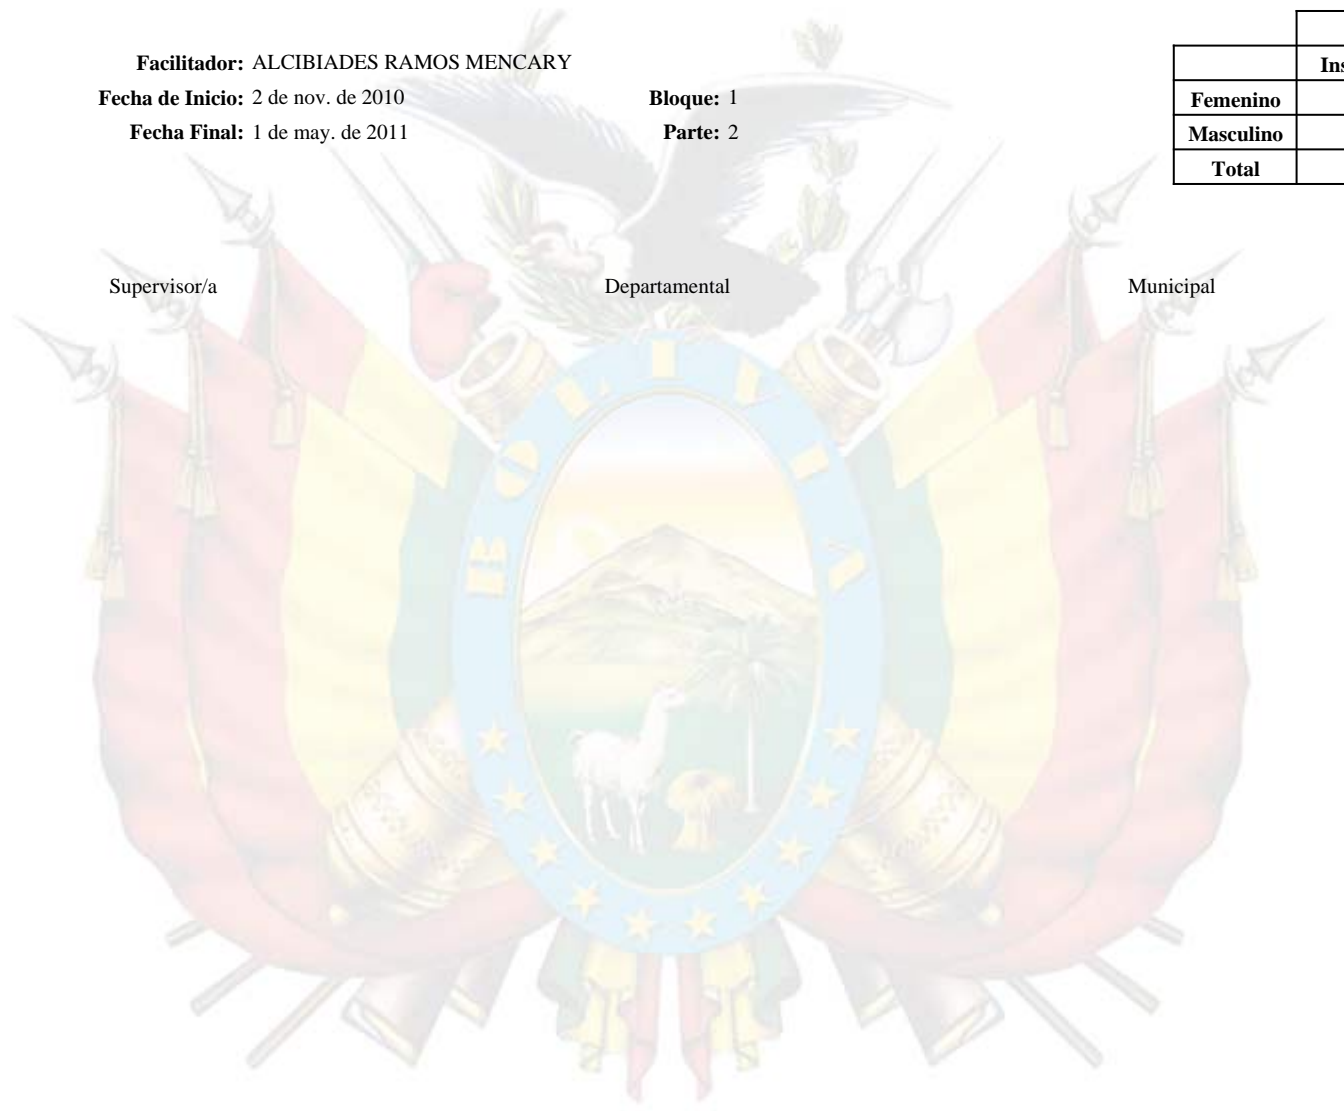 Facilitador: ALCIBIADES RAMOS MENCARY
Fecha de Inicio: 2 de nov. de 2010 Bloque: 1
Fecha Final: 1 de may. de 2011 Parte: 2
Femenino
Masculino
Total
Supervisor/a Departamental Municipal
BOLIVIA